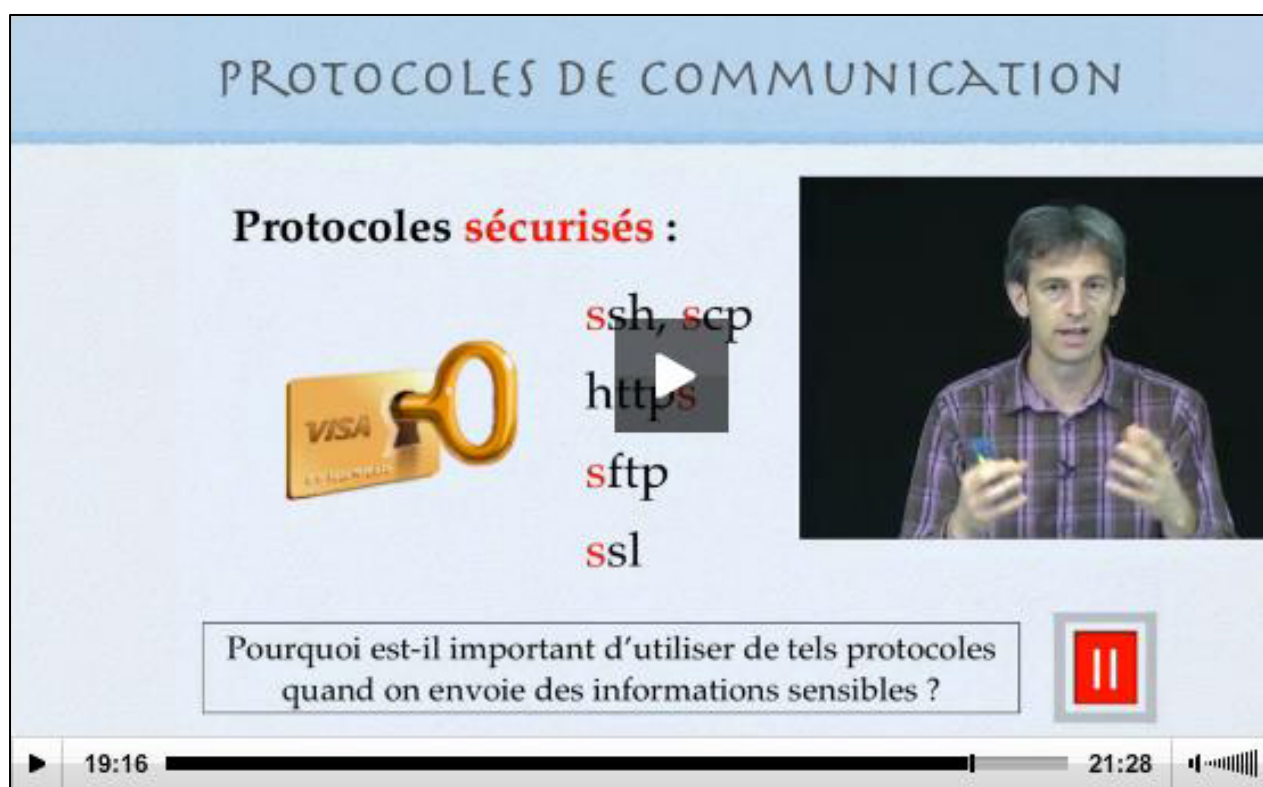 PROTOCOLES DE COMMUNICATION
Protocoles sécurisés :
ssh, scp
https
VISA
sftp
ssl
Pourquoi est-il important d'utiliser de tels protocoles
quand on envoie des informations sensibles ?
19:16
21:28